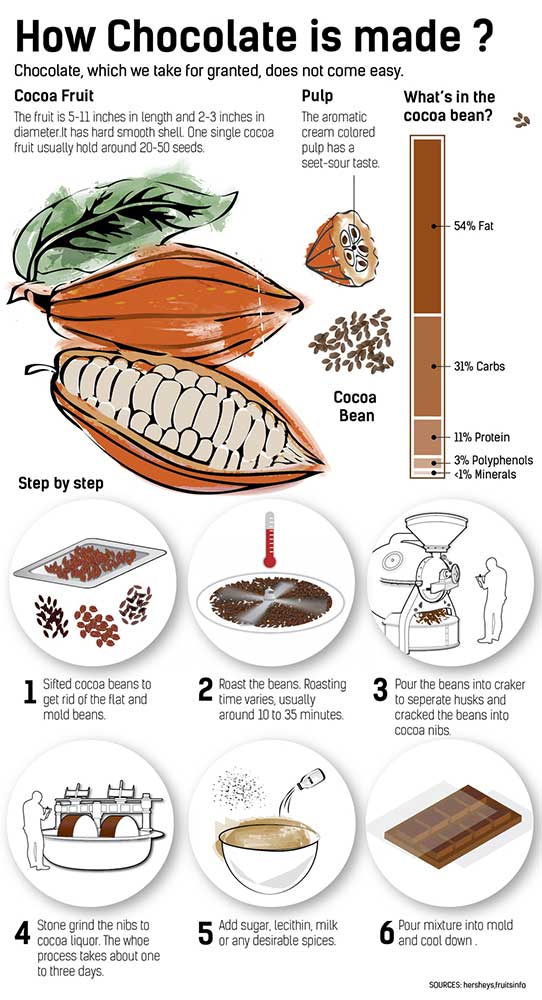 How Chocolate is made ?
Chocolate, which we take for granted, does not come easy.
Cocoa Fruit
The fruit is 5-11 inches in length and 2-3 inches in
diameter.It has hard smooth shell. One single cocoa
fruit usually hold around 20-50 seeds.
Pulp
The aromatic
cream colored
pulp has a
seet-sour taste.
What's in the
cocoa bean?
54% Fat
31% Carbs
11% Protein
3% Polyphenols
<1% Minerals
Cocoa
Bean
Step by step
1
Sifted cocoa beans to
get rid of the flat and
mold beans.
2
Roast the beans. Roasting
time varies, usually
around 10 to 35 minutes.
3
Pour the beans into craker
to seperate husks and
cracked the beans into
cocoa nibs.
4
Stone grind the nibs to
cocoa liquor. The whoe
process takes about one
to three days.
5
Add sugar, lecithin, milk
or any desirable spices.
6
Pour mixture into mold
and cool down .
SOURCES: hersheys,fruitsinfo